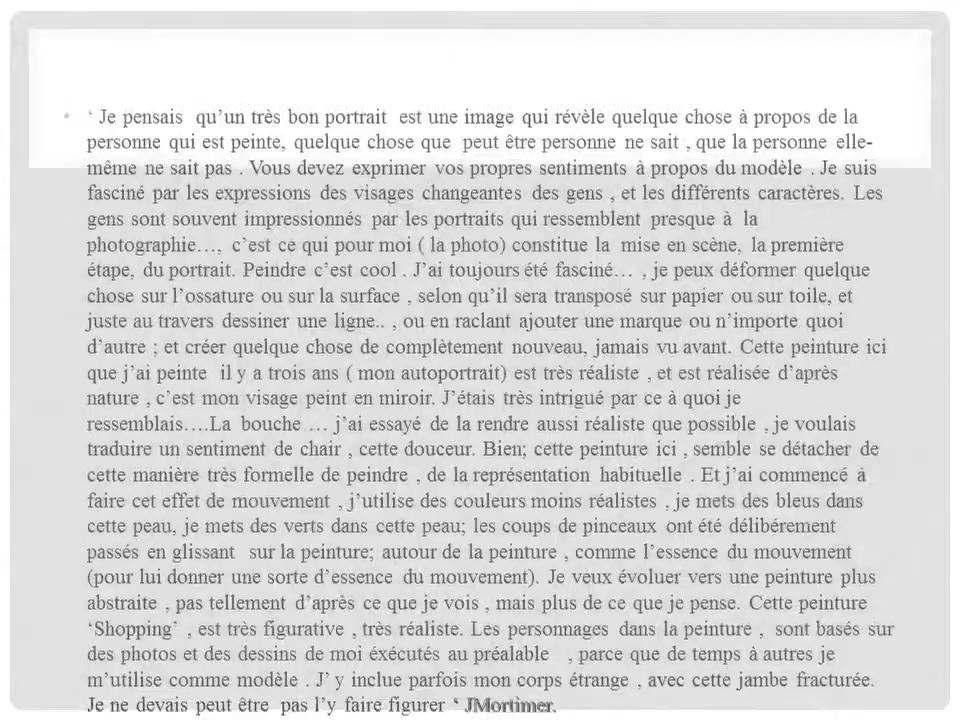 • ‘ Je pensais qu’un très bon portrait est une image qui révèle quelque chose à propos de la
personne qui est peinte, quelque chose que peut être personne ne sait , que la personne elle-
même ne sait pas . Vous devez exprimer vos propres sentiments à propos du modèle . Je suis
fasciné par les expressions des visages changeantes des gens , et les différents caractères. Les
gens sont souvent impressionnés par les portraits qui ressemblent presque à la
photographie…, c’est ce qui pour moi ( la photo) constitue la mise en scène, la première
étape, du portrait. Peindre c’est cool . J’ai toujours été fasciné… , je peux déformer quelque
chose sur l’ossature ou sur la surface , selon qu’il sera transposé sur papier ou sur toile, et
juste au travers dessiner une ligne.. , ou en raclant ajouter une marque ou n’importe quoi
d’autre ; et créer quelque chose de complètement nouveau, jamais vu avant. Cette peinture ici
que j’ai peinte il y a trois ans ( mon autoportrait) est très réaliste , et est réalisée d’après
nature , c’est mon visage peint en miroir. J’étais très intrigué par ce à quoi je
ressemblais….La bouche … j’ai essayé de la rendre aussi réaliste que possible , je voulais
traduire un sentiment de chair , cette douceur. Bien; cette peinture ici , semble se détacher de
cette manière très formelle de peindre , de la représentation habituelle . Et j’ai commencé à
faire cet effet de mouvement , j’utilise des couleurs moins réalistes , je mets des bleus dans
cette peau, je mets des verts dans cette peau; les coups de pinceaux ont été délibérement
passés en glissant sur la peinture; autour de la peinture , comme l’essence du mouvement
(pour lui donner une sorte d’essence du mouvement). Je veux évoluer vers une peinture plus
abstraite , pas tellement d’après ce que je vois , mais plus de ce que je pense. Cette peinture
‘Shopping’ , est très figurative , très réaliste. Les personnages dans la peinture , sont basés sur
des photos et des dessins de moi éxécutés au préalable , parce que de temps à autres je
m’utilise comme modèle . J’ y inclue parfois mon corps étrange , avec cette jambe fracturée.
Je ne devais peut être pas l’y faire figurer ‘ JMortimer.